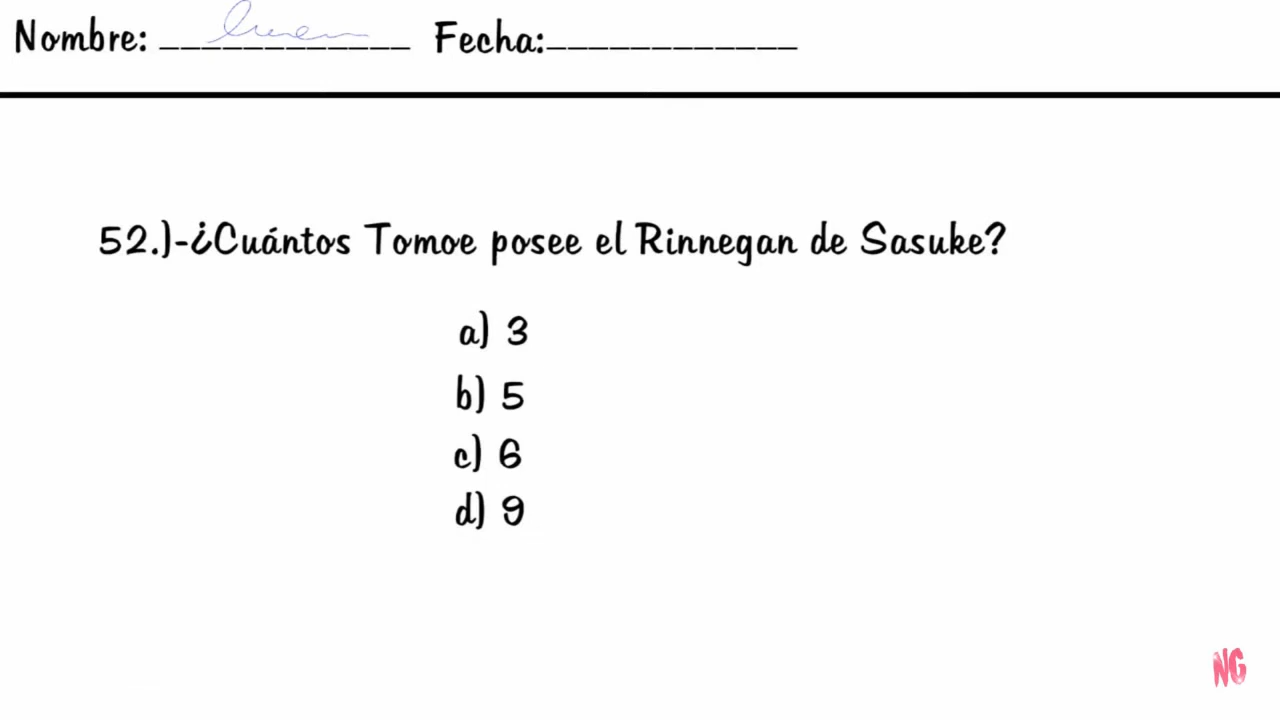 Nombre: ____________ Fecha:____________
52.)-¿Cuántos Tomoe posee el Rinnegan de Sasuke?
a) 3
b) 5
c) 6
d) 9
NG